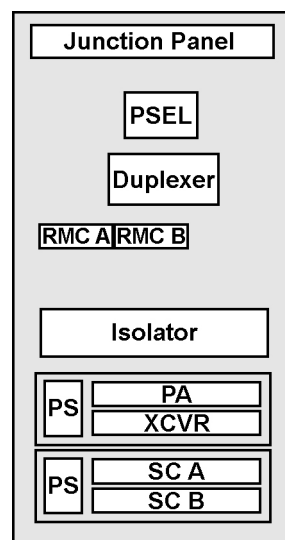 Junction Panel
PSEL
Duplexer
RMC A RMC B
Isolator
PS
PA
XCVR
PS
SC A
SC B